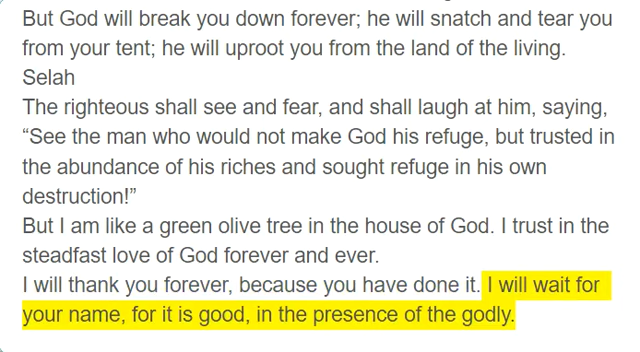 But God will break you down forever; he will snatch and tear you
from your tent; he will uproot you from the land of the living.
Selah
The righteous shall see and fear, and shall laugh at him, saying,
“See the man who would not make God his refuge, but trusted in
the abundance of his riches and sought refuge in his own
destruction!”
But I am like a green olive tree in the house of God. I trust in the
steadfast love of God forever and ever.
I will thank you forever, because you have done it. I will wait for
your name, for it is good, in the presence of the godly.